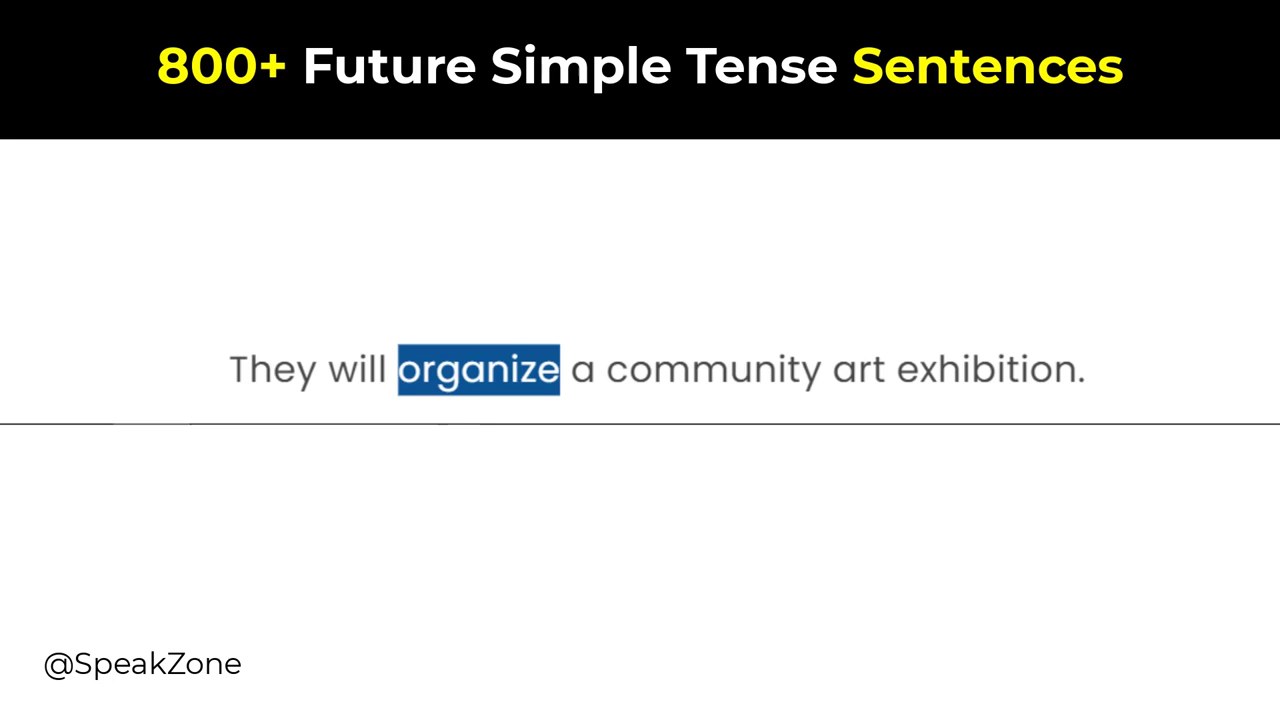 800+ Future Simple Tense Sentences
They will organize a community art exhibition.
@SpeakZone